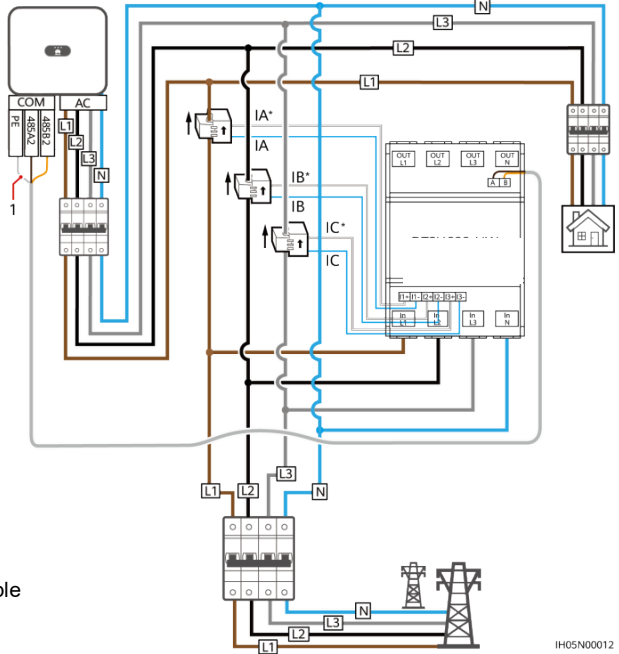 N
L3
L2
L1
COM
AC
PE
485A2
485B2
L1
L2
L3
N
1
IA*
IA
IB*
IB
IC*
IC
OUT
L1
OUT
L2
OUT
L3
OUT
N
A
B
I1+
I1-
I2+
I2-
I3+
I3-
In
L1
In
L2
In
L3
In
N
L3
L1
L2
N
ole
N
L3
L2
L1
IH05N00012